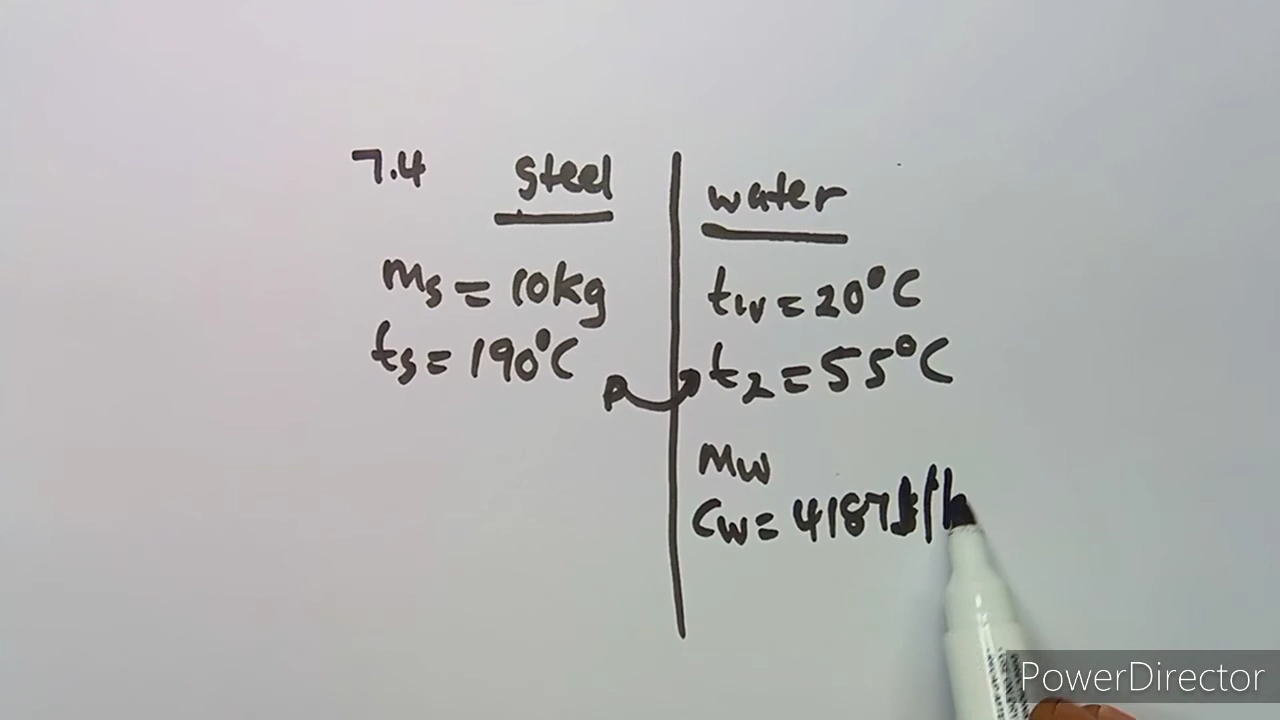 7.4 steel
ms = 10kg
ts = 190°C
water
tw = 20°C
t2 = 55°C
mw
cw = 4187
PowerDirector